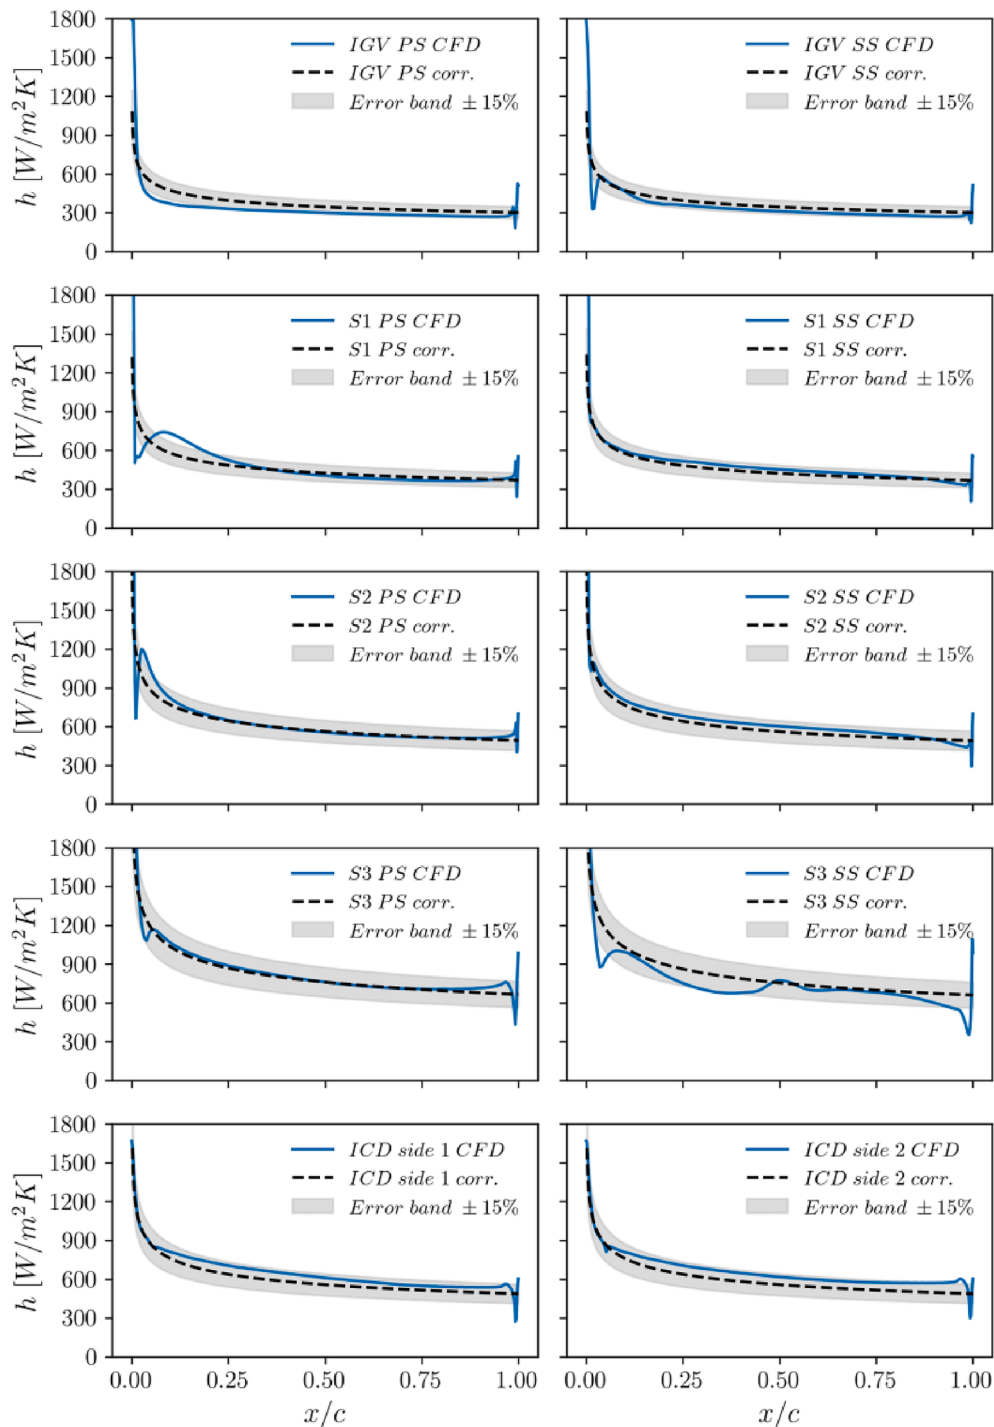 h [W/m²K]
1800
1500
1200
900
600
300
0
IGV PS CFD
IGV PS corr.
Error band ± 15%
IGV SS CFD
IGV SS corr.
Error band ± 15%
h [W/m²K]
1800
1500
1200
900
600
300
0
S1 PS CFD
S1 PS corr.
Error band ± 15%
S1 SS CFD
S1 SS corr.
Error band ± 15%
h [W/m²K]
1800
1500
1200
900
600
300
0
S2 PS CFD
S2 PS corr.
Error band ± 15%
S2 SS CFD
S2 SS corr.
Error band ± 15%
h [W/m²K]
1800
1500
1200
900
600
300
0
S3 PS CFD
S3 PS corr.
Error band ± 15%
S3 SS CFD
S3 SS corr.
Error band ± 15%
h [W/m²K]
1800
1500
1200
900
600
300
0
ICD side 1 CFD
ICD side 1 corr.
Error band ± 15%
ICD side 2 CFD
ICD side 2 corr.
Error band ± 15%
0.00 0.25 0.50 0.75 1.00
0.00 0.25 0.50 0.75 1.00
x/c
x/c